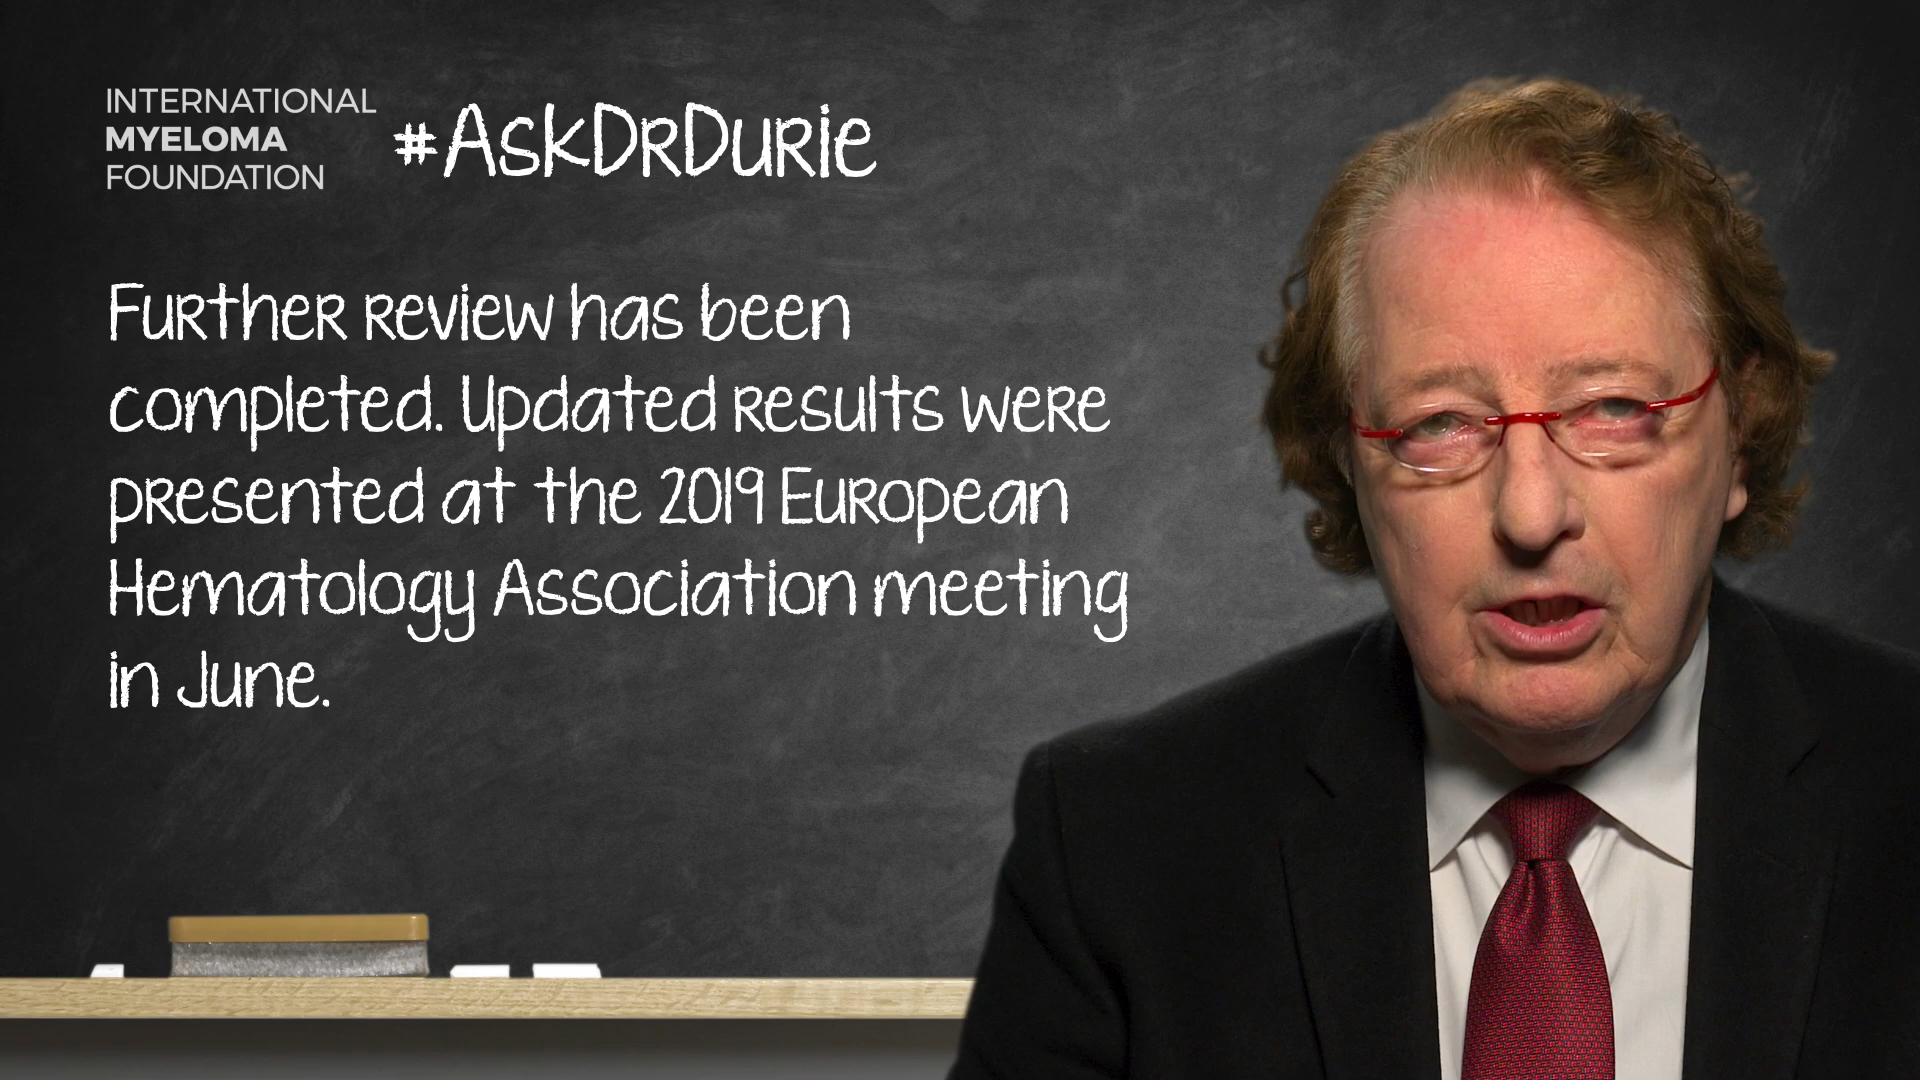 INTERNATIONAL
MYELOMA
FOUNDATION
#AskDrDurie
Further review has been
completed. Updated results were
presented at the 2019 European
Hematology Association meeting
in June.